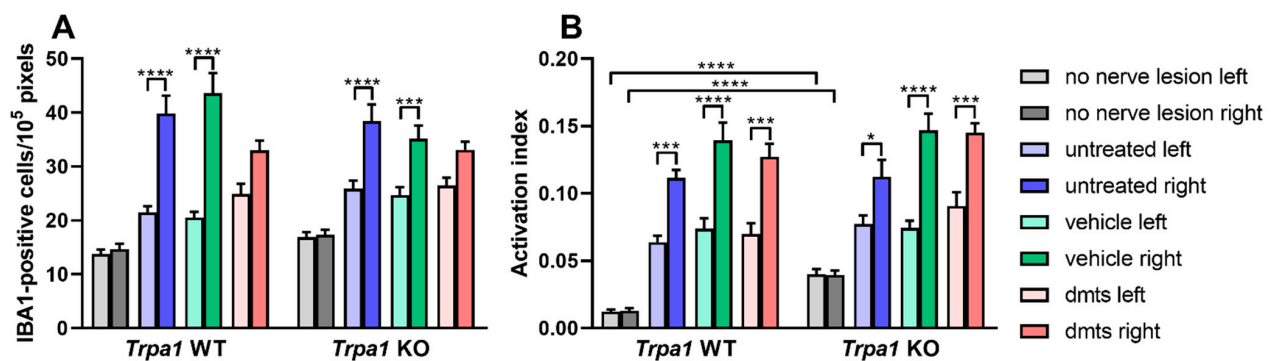 A
IBA1-positive cells/10⁵ pixels
50
40
30
20
10
0
****
****
****
***
Trpa1 WT
Trpa1 KO
B
Activation index
0.20
0.15
0.10
0.05
0.00
****
****
***
****
***
*
****
***
Trpa1 WT
Trpa1 KO
no nerve lesion left
no nerve lesion right
untreated left
untreated right
vehicle left
vehicle right
dmts left
dmts right